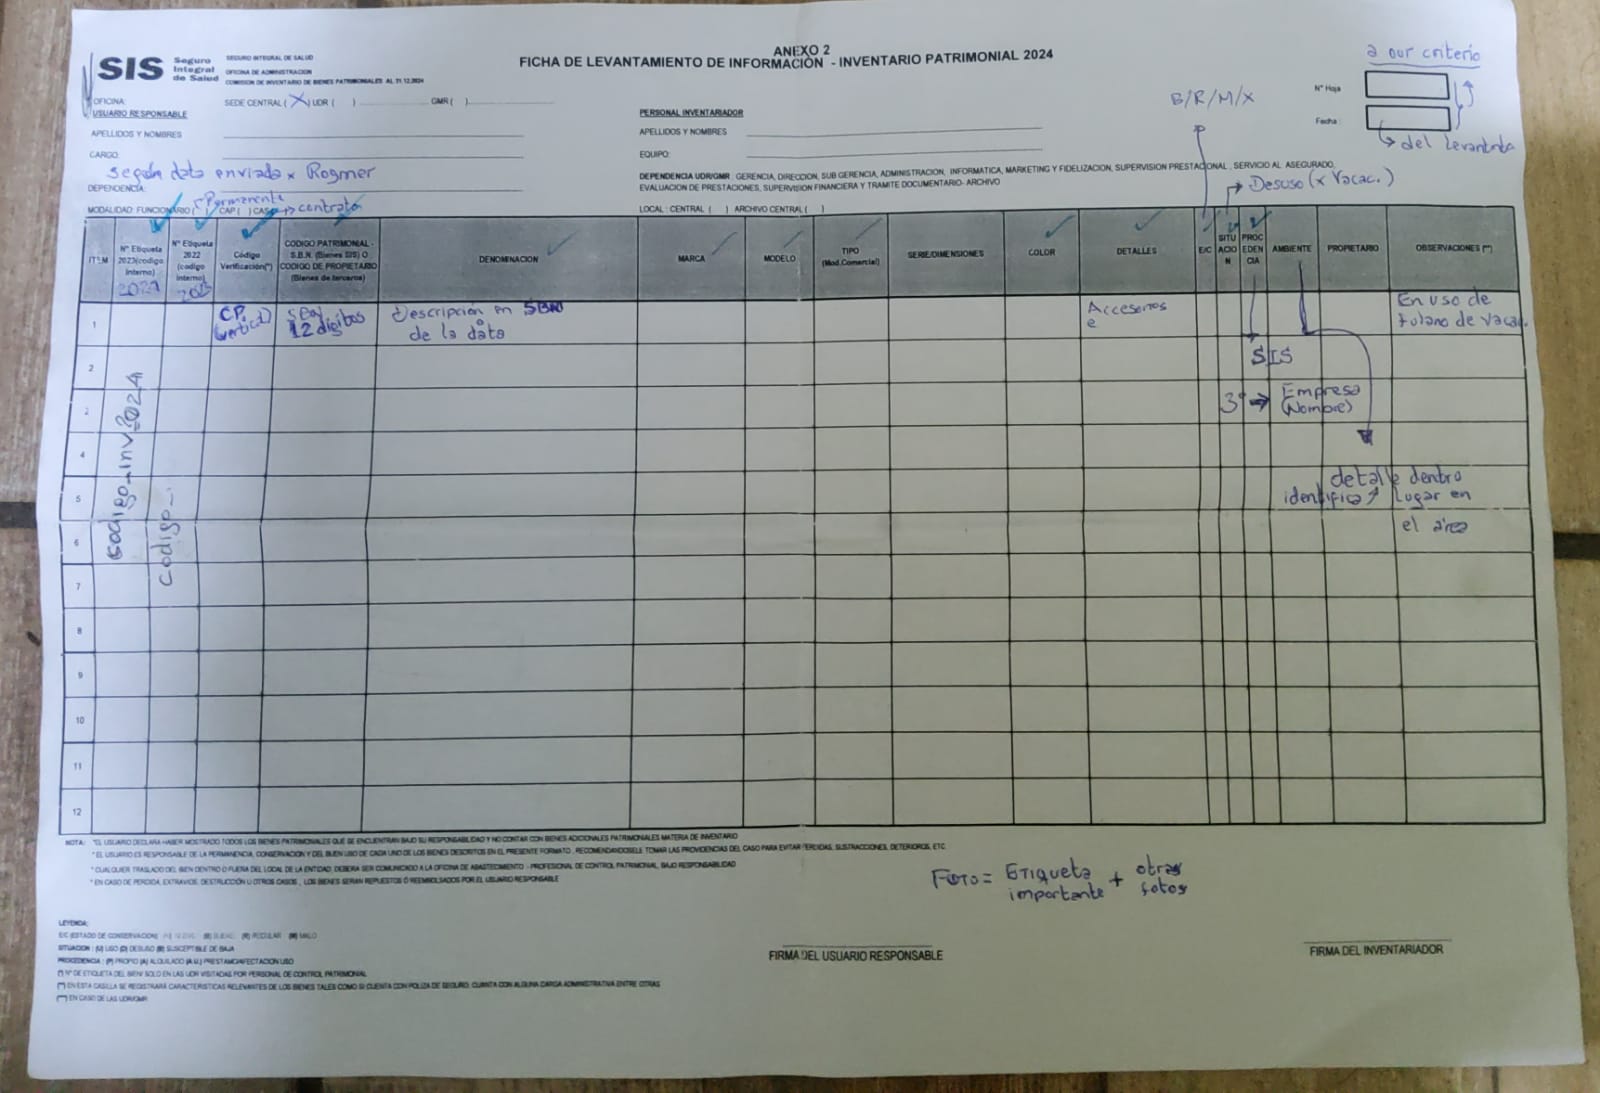 SIS Seguro Integral de Salud
SEGURO INTEGRAL DE SALUD
OFICINA DE ADMINISTRACION
COMISION DE INVENTARIO DE BIENES PATRIMONIALES AL 31.12.2024
ANEXO 2
FICHA DE LEVANTAMIENTO DE INFORMACIÓN - INVENTARIO PATRIMONIAL 2024
a our criterio
Nº Hoja
Fecha :
del levantmto
B/R/M/X
OFICINA: SEDE CENTRAL ( X ) UDR ( ) GMR ( )
USUARIO RESPONSABLE
PERSONAL INVENTARIADOR
APELLIDOS Y NOMBRES
APELLIDOS Y NOMBRES
CARGO:
EQUIPO:
según data enviada x Rogmer
DEPENDENCIA:
DEPENDENCIA UDR/GMR: GERENCIA, DIRECCION, SUB GERENCIA, ADMINISTRACION, INFORMATICA, MARKETING Y FIDELIZACION, SUPERVISION PRESTACIONAL, SERVICIO AL ASEGURADO,
EVALUACION DE PRESTACIONES, SUPERVISION FINANCIERA Y TRAMITE DOCUMENTARIO- ARCHIVO
Desuso (x Vacac.)
Permanente
MODALIDAD: FUNCIONARIO ( ) CAP ( ) CAS contrato
LOCAL : CENTRAL ( ) ARCHIVO CENTRAL ( )
ITEM
Nº Etiqueta 2023(codigo Interno) 2024
Nº Etiqueta 2022 (codigo interno) 2023
Código Verificación(*)
CODIGO PATRIMONIAL - S.B.N. (Bienes SIS) O CODIGO DE PROPIETARIO (Bienes de terceros)
DENOMINACION
MARCA
MODELO
TIPO (Mod.Comercial)
SERIE/DIMENSIONES
COLOR
DETALLES
E/C
SITUACION
PROCEDENCIA
AMBIENTE
PROPIETARIO
OBSERVACIONES (**)
1
CP. (vertical)
12 digitos
Descripción en SBN
o
de la data
Accesorios
e
En uso de
fulano de vacac.
2
SIS
3
3º → Empresa
(Nombre)
codigo_inv_2024
codigo_
4
5
detalle dentro
identifica lugar en
el área
6
7
8
9
10
11
12
NOTA: *EL USUARIO DECLARA HABER MOSTRADO TODOS LOS BIENES PATRIMONIALES QUE SE ENCUENTRAN BAJO SU RESPONSABILIDAD Y NO CONTAR CON BIENES ADICIONALES PATRIMONIALES MATERIA DE INVENTARIO
* EL USUARIO ES RESPONSABLE DE LA PERMANENCIA, CONSERVACION Y DEL BUEN USO DE CADA UNO DE LOS BIENES DESCRITOS EN EL PRESENTE FORMATO, RECOMENDANDOSELE TOMAR LAS PROVIDENCIAS DEL CASO PARA EVITAR PERDIDAS, SUSTRACCIONES, DETERIOROS, ETC.
* CUALQUIER TRASLADO DEL BIEN DENTRO O FUERA DEL LOCAL DE LA ENTIDAD, DEBERA SER COMUNICADO A LA OFICINA DE ABASTECIMIENTO - PROFESIONAL DE CONTROL PATRIMONIAL, BAJO RESPONSABILIDAD
* EN CASO DE PERDIDA, EXTRAVIOS, DESTRUCCIÓN U OTROS CASOS , LOS BIENES SERAN REPUESTOS Ó REEMBOLSADOS POR EL USUARIO RESPONSABLE
FOTO = Etiqueta importante + otras fotos
LEYENDA:
E/C (ESTADO DE CONSERVACION) (N) NUEVO (B) BUENO (R) REGULAR (M) MALO
SITUACION : (U) USO (D) DESUSO (B) SUSCEPTIBLE DE BAJA
PROCEDENCIA : (P) PROPIO (A) ALQUILADO (A.U.) PRESTAMO/AFECTACION USO
(*) Nº DE ETIQUETA DEL BIEN/ SOLO EN LAS UDR VISITADAS POR PERSONAL DE CONTROL PATRIMONIAL
(**) EN ESTA CASILLA SE REGISTRARÁ CARACTERISTICAS RELEVANTES DE LOS BIENES TALES COMO SI CUENTA CON POLIZA DE SEGURO, CUENTA CON ALGUNA CARGA ADMINISTRATIVA ENTRE OTRAS
(***) EN CASO DE LAS UDR/GMR
FIRMA DEL USUARIO RESPONSABLE
FIRMA DEL INVENTARIADOR